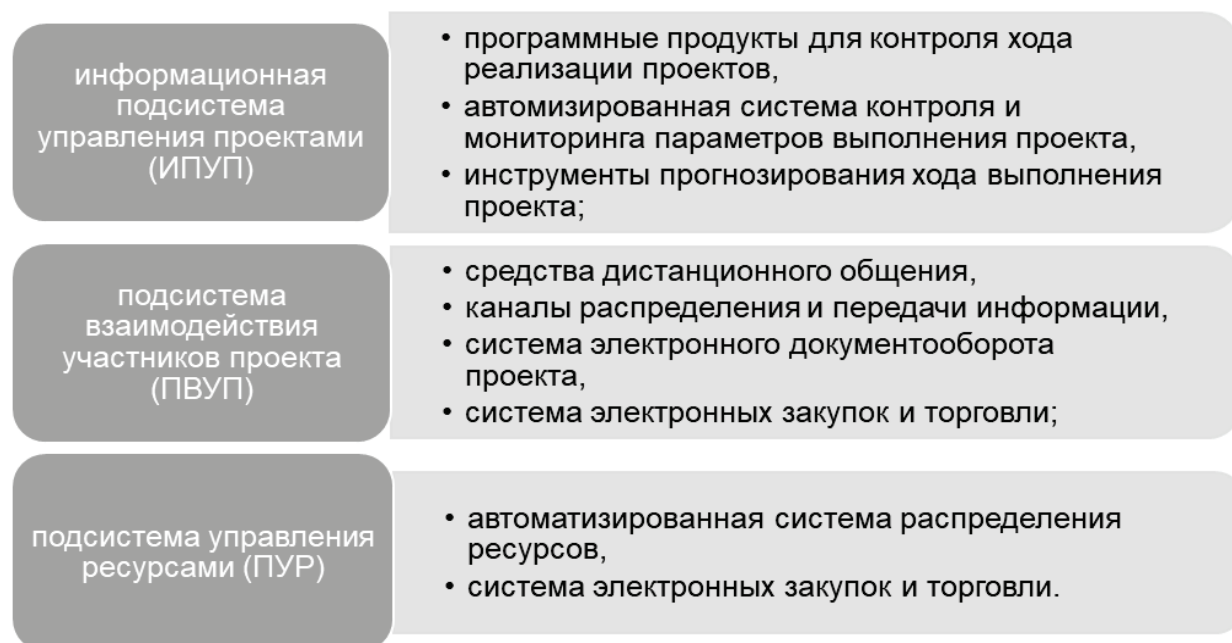 информационная
подсистема
управления проектами
(ИПУП)
• программные продукты для контроля хода
реализации проектов,
• автомизированная система контроля и
мониторинга параметров выполнения проекта,
• инструменты прогнозирования хода выполнения
проекта;
подсистема
взаимодействия
участников проекта
(ПВУП)
• средства дистанционного общения,
• каналы распределения и передачи информации,
• система электронного документооборота
проекта,
• система электронных закупок и торговли;
подсистема управления
ресурсами (ПУР)
• автоматизированная система распределения
ресурсов,
• система электронных закупок и торговли.